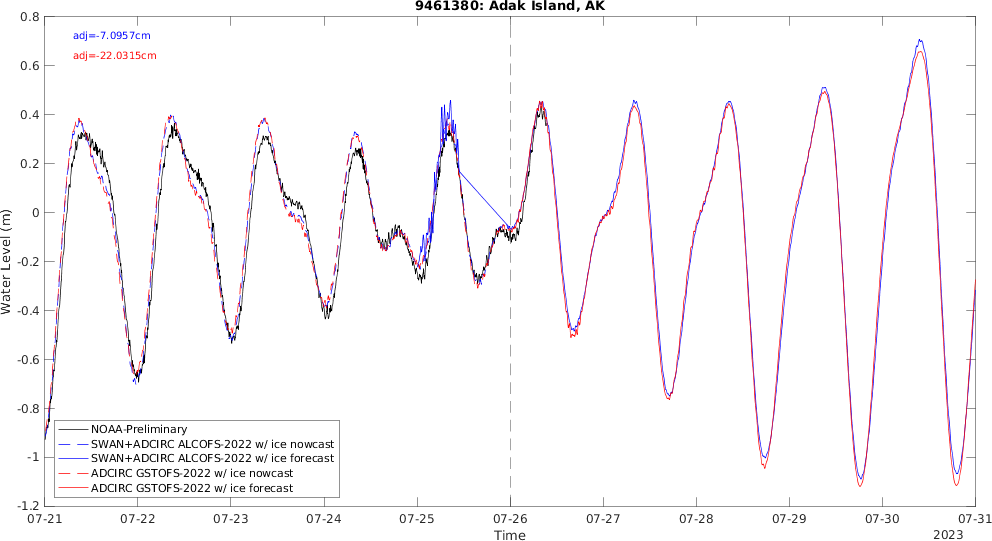 9461380: Adak Island, AK
adj=-7.0957cm
adj=-22.0315cm
0.8
0.6
0.4
0.2
0
-0.2
-0.4
-0.6
-0.8
-1
-1.2
Water Level (m)
NOAA-Preliminary
SWAN+ADCIRC ALCOFS-2022 w/ ice nowcast
SWAN+ADCIRC ALCOFS-2022 w/ ice forecast
ADCIRC GSTOFS-2022 w/ ice nowcast
ADCIRC GSTOFS-2022 w/ ice forecast
07-21 07-22 07-23 07-24 07-25 07-26 07-27 07-28 07-29 07-30 07-31
Time
2023